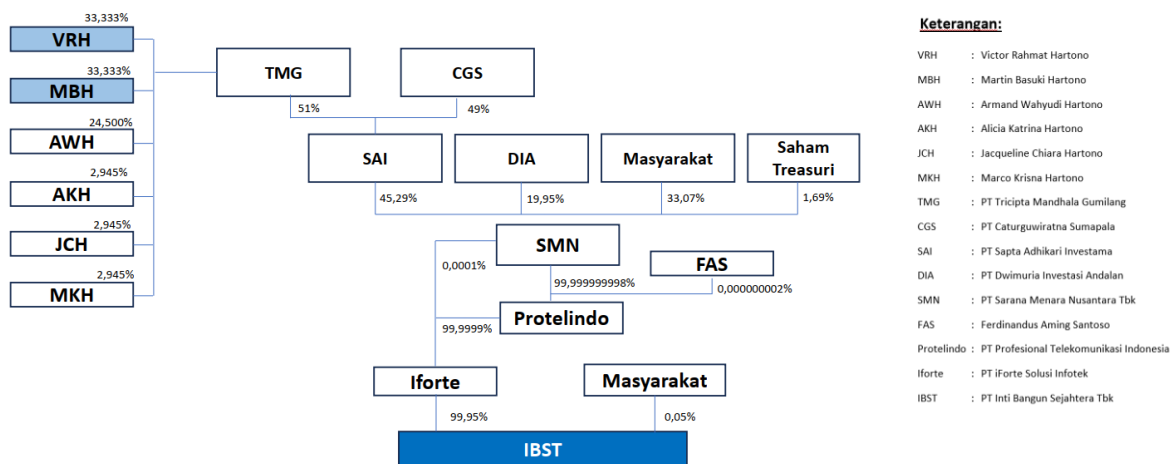 33,333%
VRH
33,333%
MBH
24,500%
AWH
2,945%
AKH
2,945%
JCH
2,945%
MKH
TMG
CGS
51%
49%
SAI
DIA
Masyarakat
Saham
Treasuri
45,29%
19,95%
33,07%
1,69%
SMN
0,0001%
FAS
99,999999998%
0,000000002%
Protelindo
99,9999%
Iforte
Masyarakat
99,95%
0,05%
IBST
Keterangan:
VRH : Victor Rahmat Hartono
MBH : Martin Basuki Hartono
AWH : Armand Wahyudi Hartono
AKH : Alicia Katrina Hartono
JCH : Jacqueline Chiara Hartono
MKH : Marco Krisna Hartono
TMG : PT Tricipta Mandhala Gumilang
CGS : PT Caturguwiratna Sumapala
SAI : PT Sapta Adhikari Investama
DIA : PT Dwimuria Investasi Andalan
SMN : PT Sarana Menara Nusantara Tbk
FAS : Ferdinandus Aming Santoso
Protelindo : PT Profesional Telekomunikasi Indonesia
Iforte : PT iForte Solusi Infotek
IBST : PT Inti Bangun Sejahtera Tbk